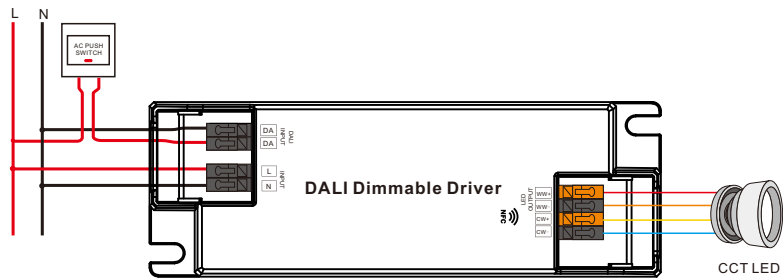 L N
AC PUSH
SWITCH
DA
DA
DALI
INPUT
L
N
INPUT
DALI Dimmable Driver
NFC
LED
OUTPUT
WW+
WW-
CW+
CW-
CCT LED